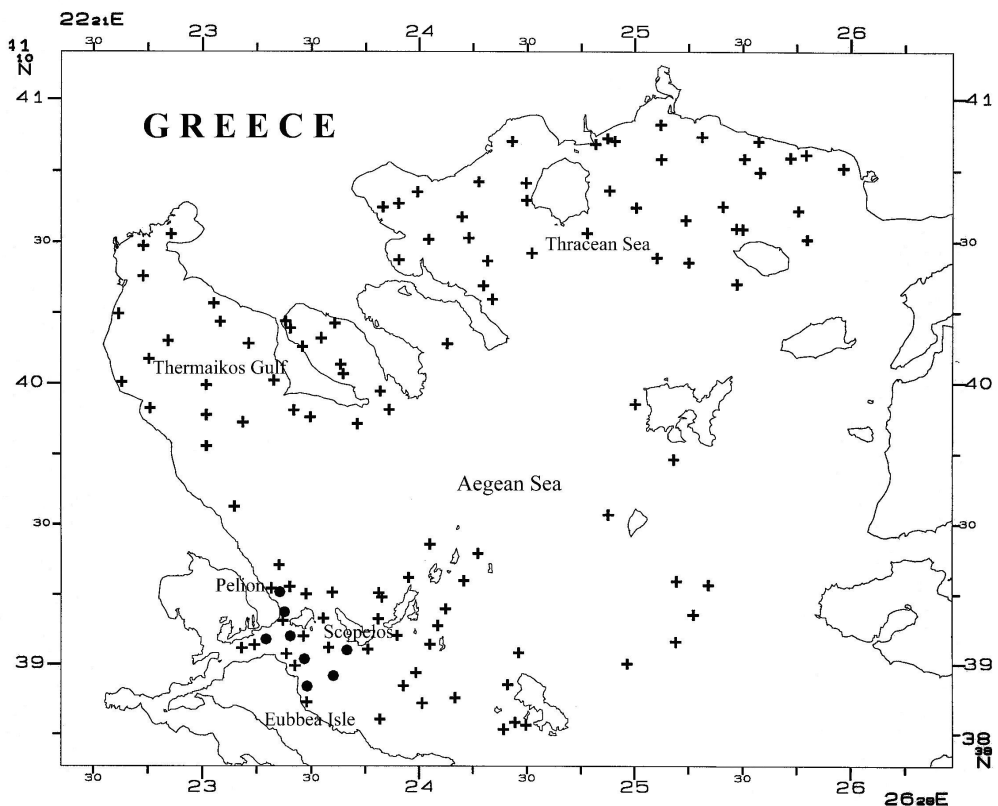 22 21E
30 23 30 24 30 25 30 26
41 10 N
41 41
GREECE
30 Thracean Sea 30
Thermaikos Gulf
40 40
Aegean Sea
30 30
Pelion
Scopelos
39 39
Eubbea Isle
38 38 N
30 23 30 24 30 25 30 26
26 28E